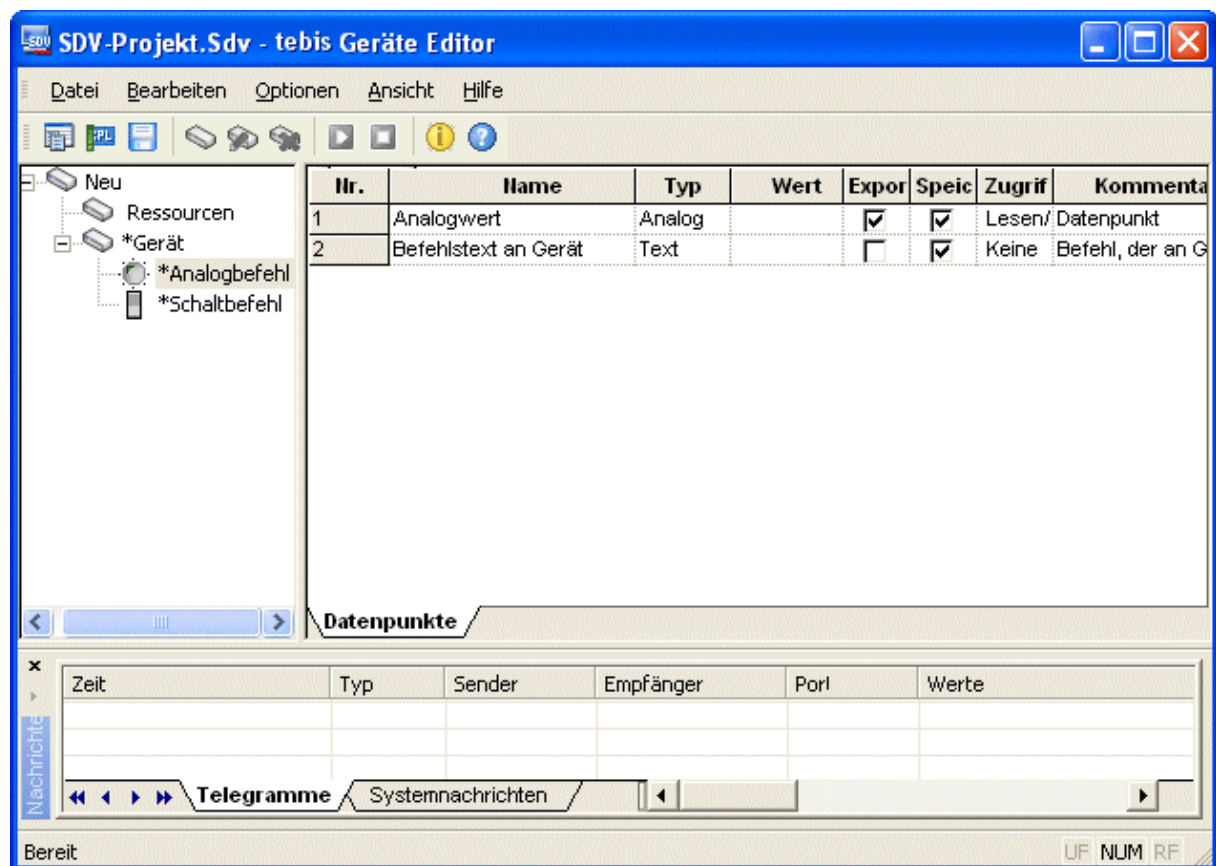 SDV-Projekt.Sdv - tebis Geräte Editor
Datei Bearbeiten Optionen Ansicht Hilfe
Neu
Ressourcen
*Gerät
*Analogbefehl
*Schaltbefehl
Nr. Name Typ Wert Expor Speic Zugrif Kommenta
1 Analogwert Analog Lesen/ Datenpunkt
2 Befehlstext an Gerät Text Keine Befehl, der an G
Datenpunkte
Zeit Typ Sender Empfänger Porl Werte
Nachrichte
Telegramme Systemnachrichten
Bereit UF NUM RF